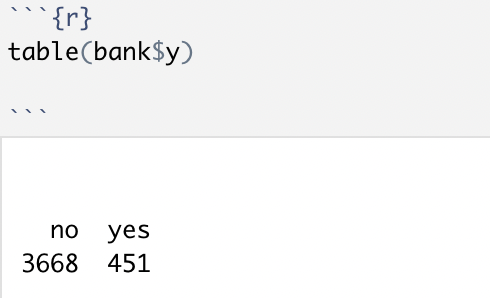 ```{r}
table(bank$y)
```
no yes
3668 451